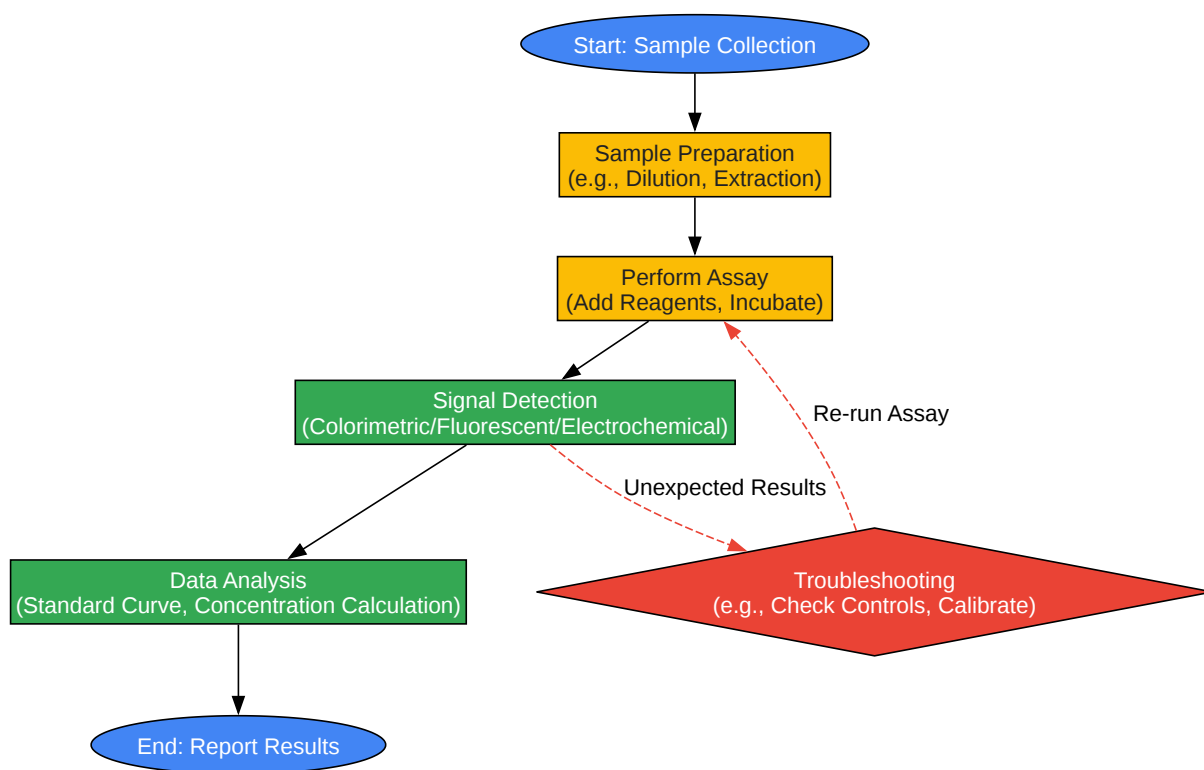 Start: Sample Collection
Sample Preparation
(e.g., Dilution, Extraction)
Perform Assay
(Add Reagents, Incubate)
Signal Detection
(Colorimetric/Fluorescent/Electrochemical)
Re-run Assay
Unexpected Results
Data Analysis
(Standard Curve, Concentration Calculation)
Troubleshooting
(e.g., Check Controls, Calibrate)
End: Report Results